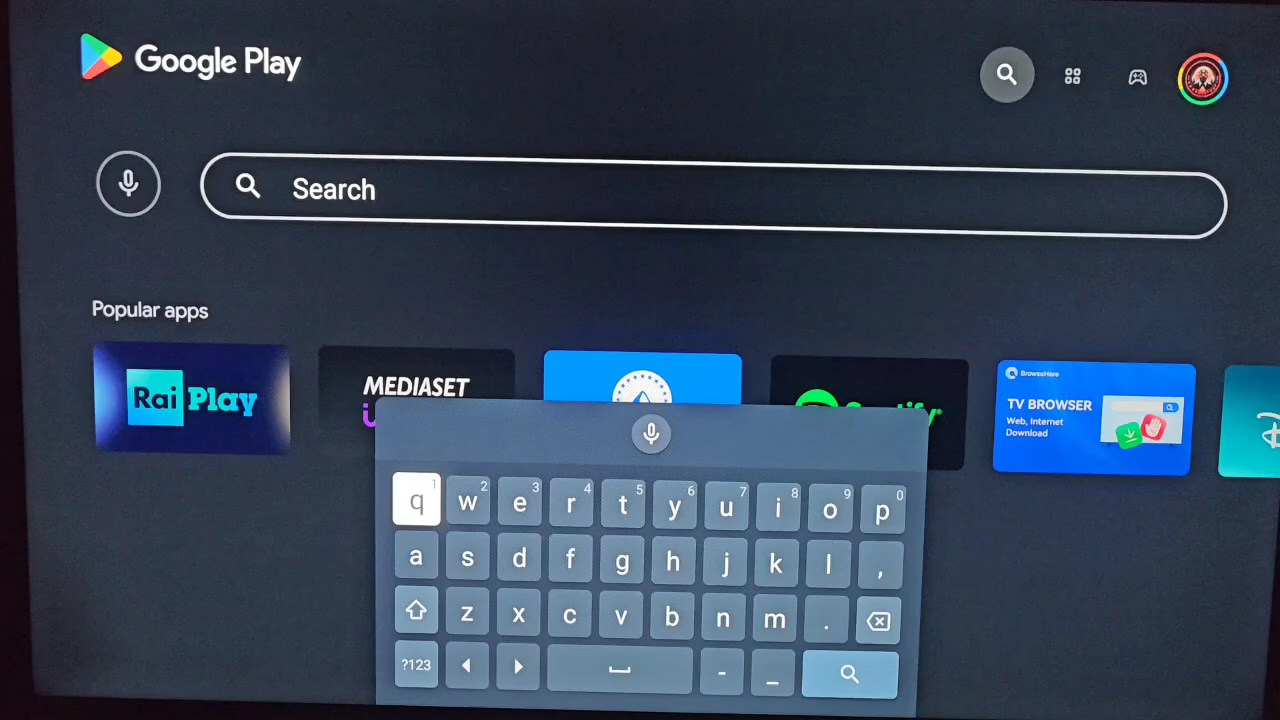 Google Play
Search
Popular apps
Rai Play
MEDIASET
BrowseHere
TV BROWSER
Web, Internet
Download
q 1 w 2 e 3 r 4 t 5 y 6 u 7 i 8 o 9 p 0
a s d f g h j k l ,
z x c v b n m .
?123 - _